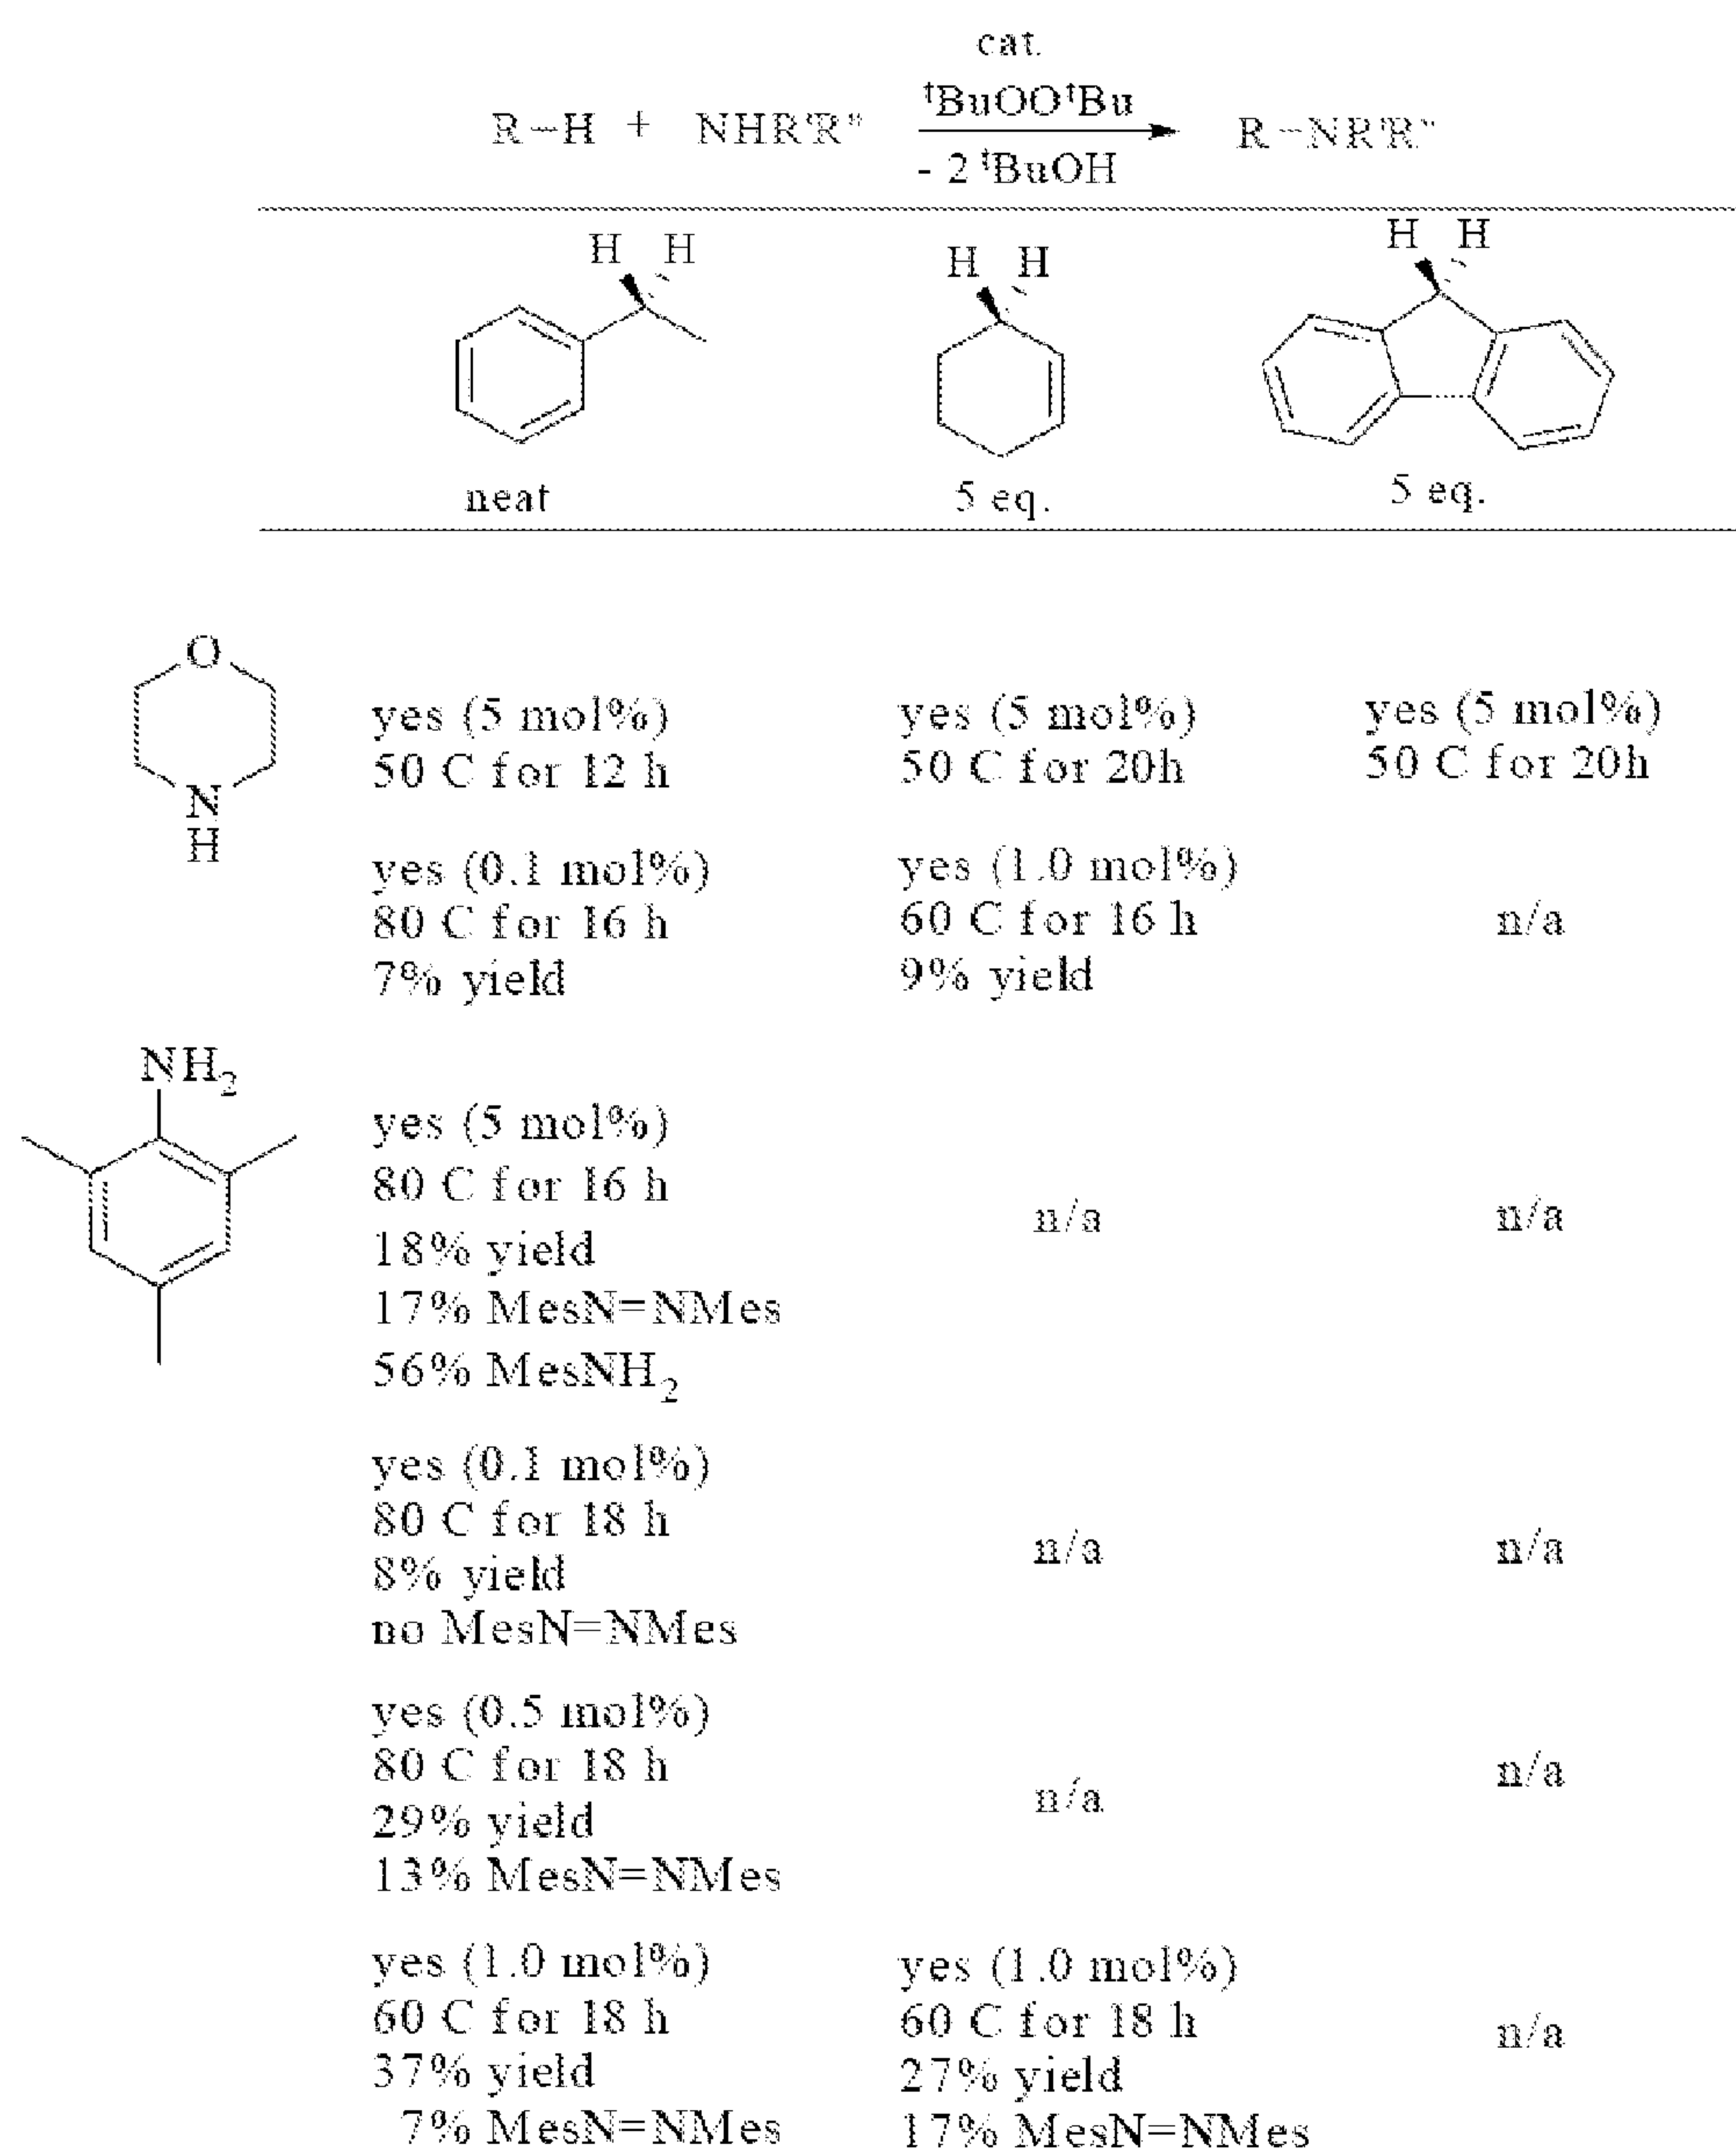 cat.
R-H + NHR'R" ᵗBuOOᵗBu R-NR'R"
- 2 ᵗBuOH
H H H H H H
neat 5 eq. 5 eq.
O
N
H
yes (5 mol%) yes (5 mol%) yes (5 mol%)
50 C for 12 h 50 C for 20h 50 C for 20h
yes (0.1 mol%) yes (1.0 mol%)
80 C for 16 h 60 C for 16 h n/a
7% yield 9% yield
NH₂
yes (5 mol%)
80 C for 16 h
n/a n/a
18% yield
17% MesN=NMes
56% MesNH₂
yes (0.1 mol%)
80 C for 18 h
n/a n/a
8% yield
no MesN=NMes
yes (0.5 mol%)
80 C for 18 h
n/a n/a
29% yield
13% MesN=NMes
yes (1.0 mol%) yes (1.0 mol%)
60 C for 18 h 60 C for 18 h n/a
37% yield 27% yield
7% MesN=NMes 17% MesN=NMes